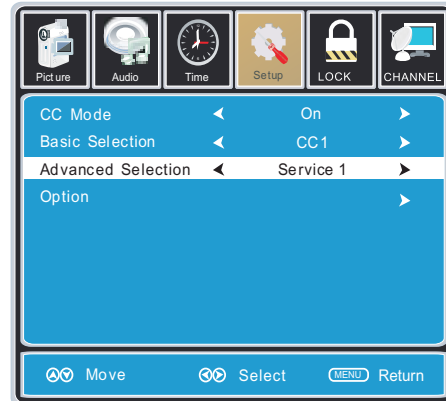 Picture Audio Time Setup LOCK CHANNEL
CC Mode On
Basic Selection CC1
Advanced Selection Service 1
Option
Move Select MENU Return